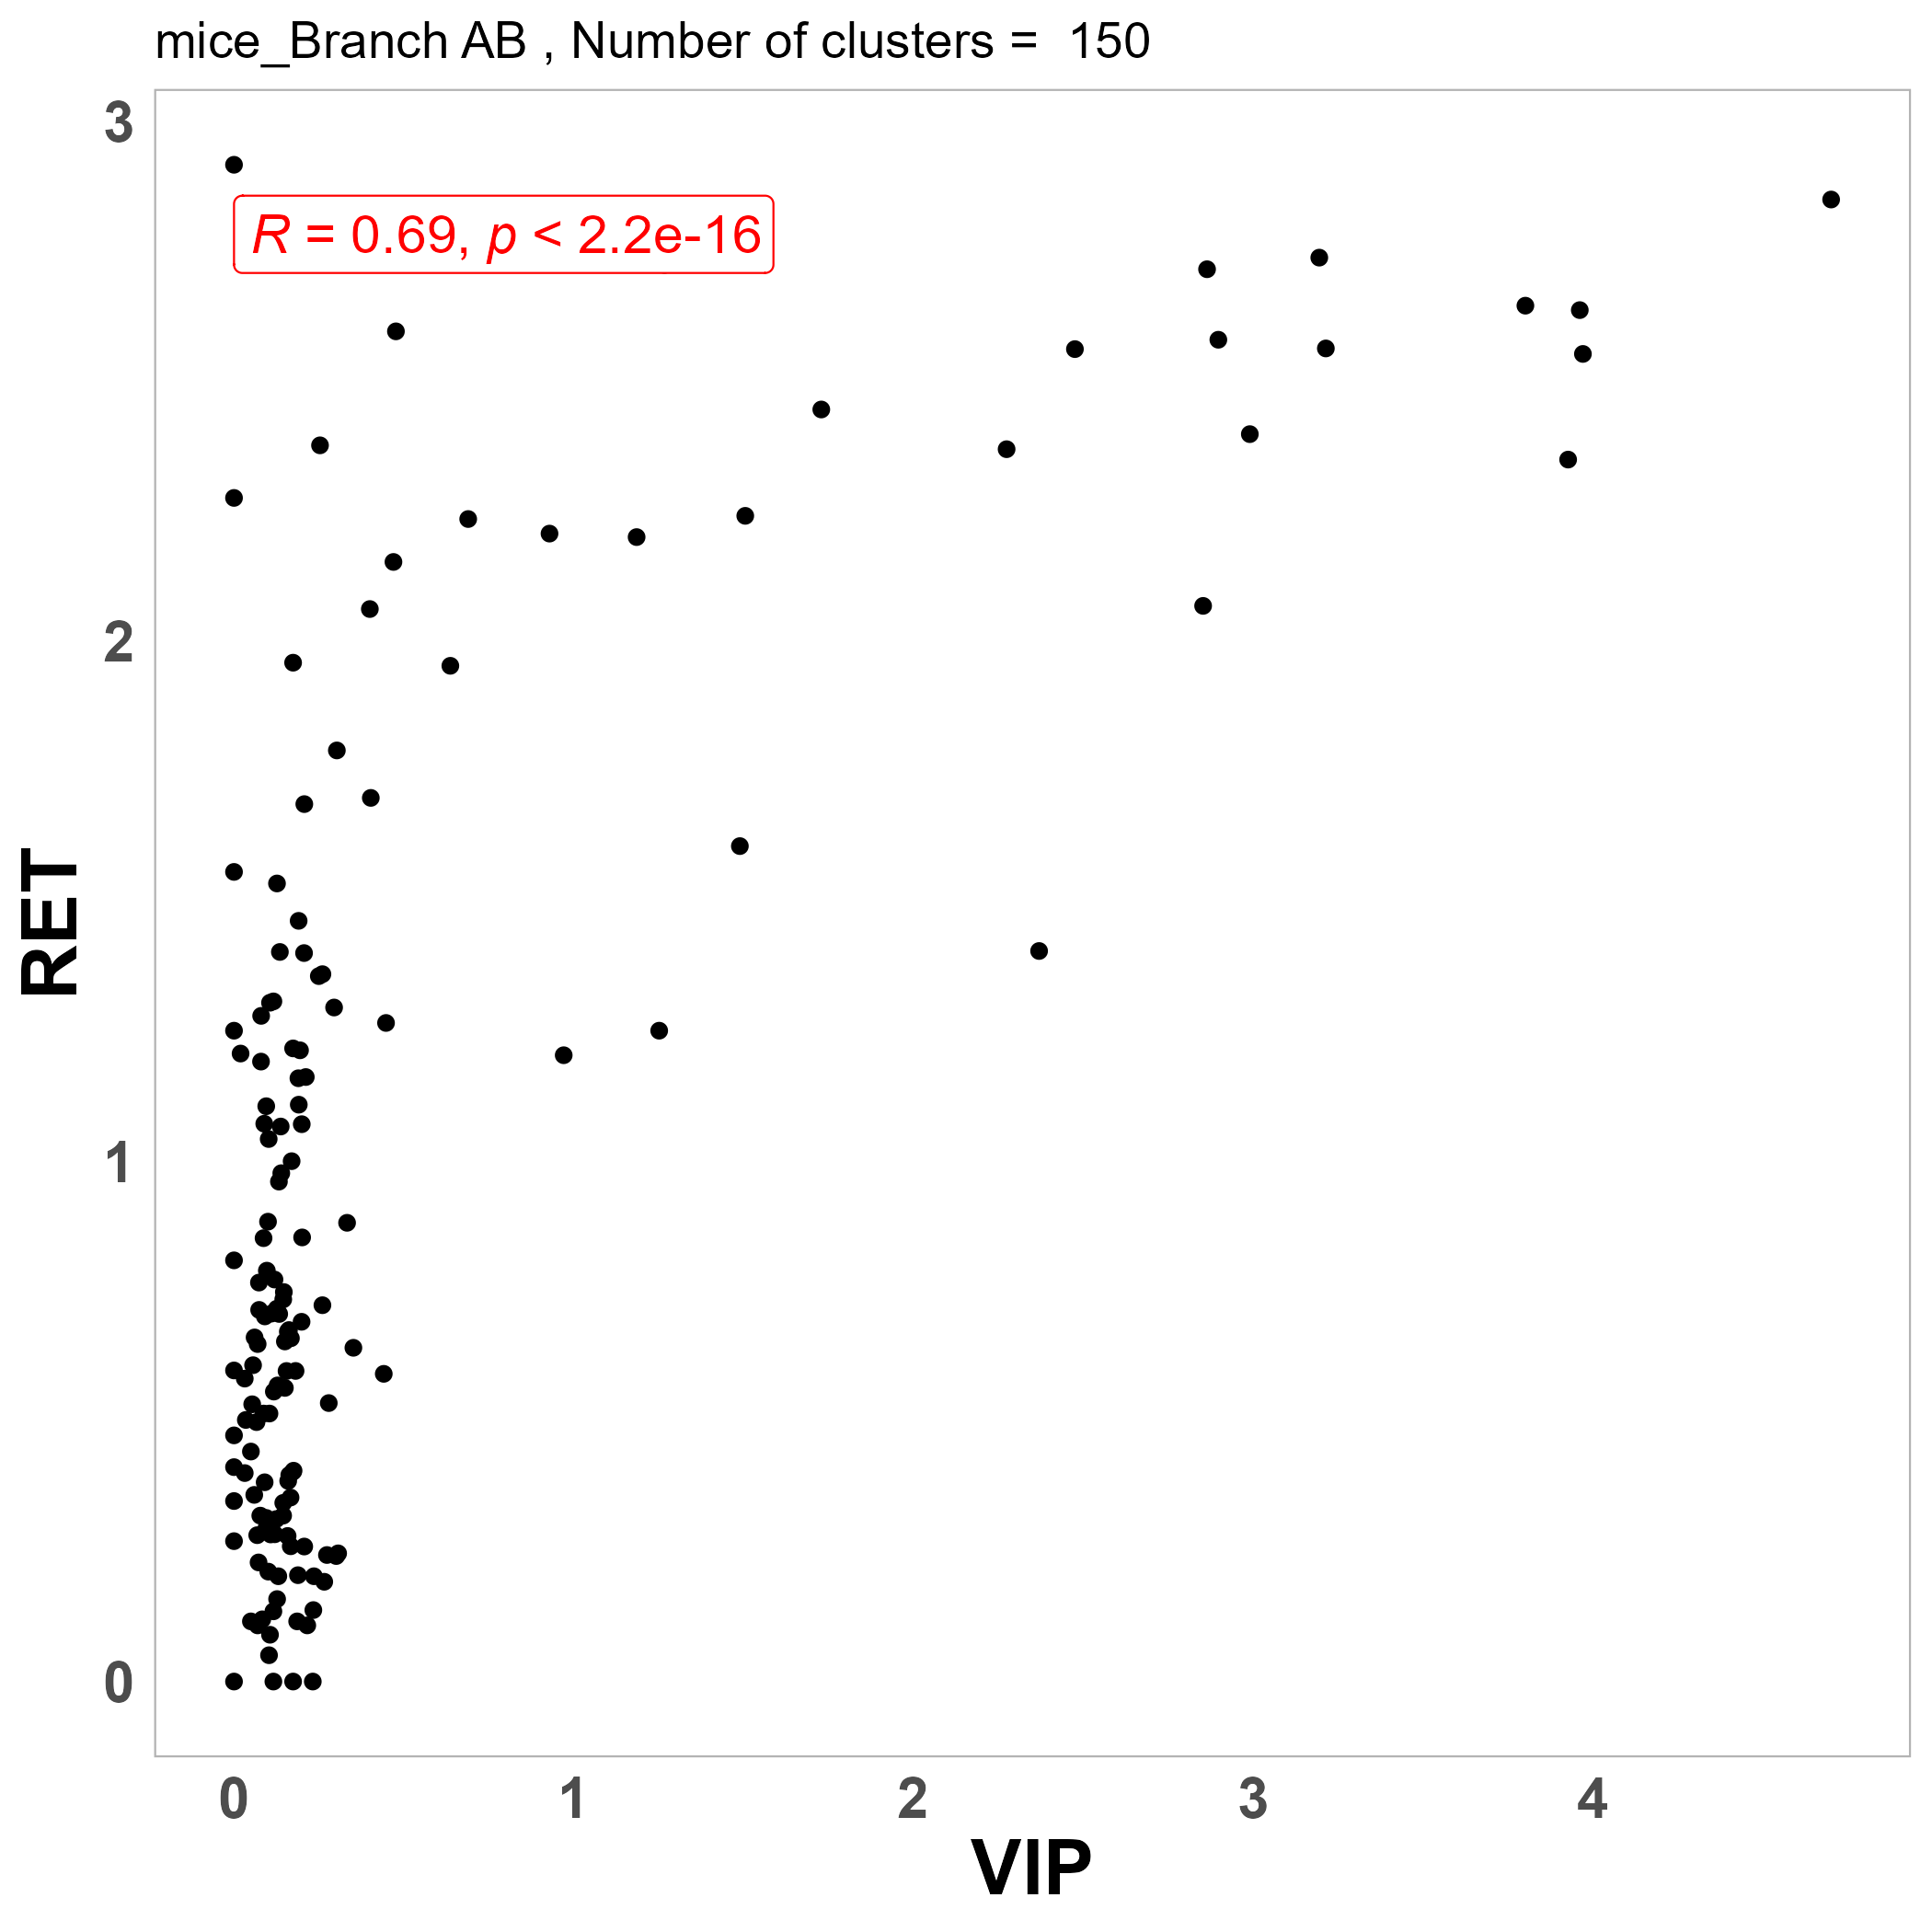 mice_Branch AB , Number of clusters =  150
3
R = 0.69, p < 2.2e-16
2
RET
1
0
0 1 2 3 4
VIP